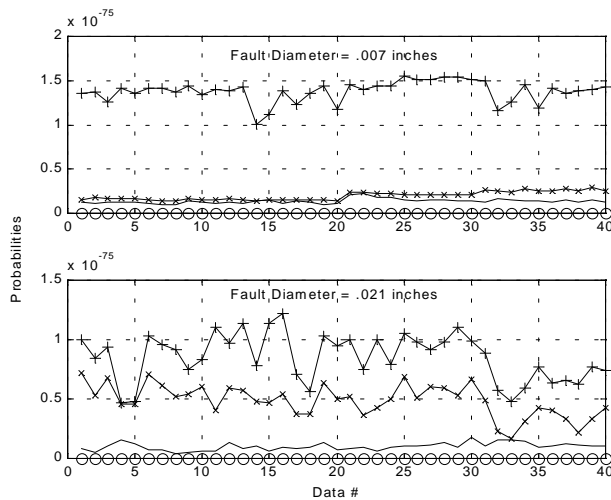 x 10-75
2
1.5
1
0.5
0
Fault Diameter = .007 inches
0 5 10 15 20 25 30 35 40
Probabilities
x 10-75
1.5
1
0.5
0
Fault Diameter = .021 inches
0 5 10 15 20 25 30 35 40
Data #